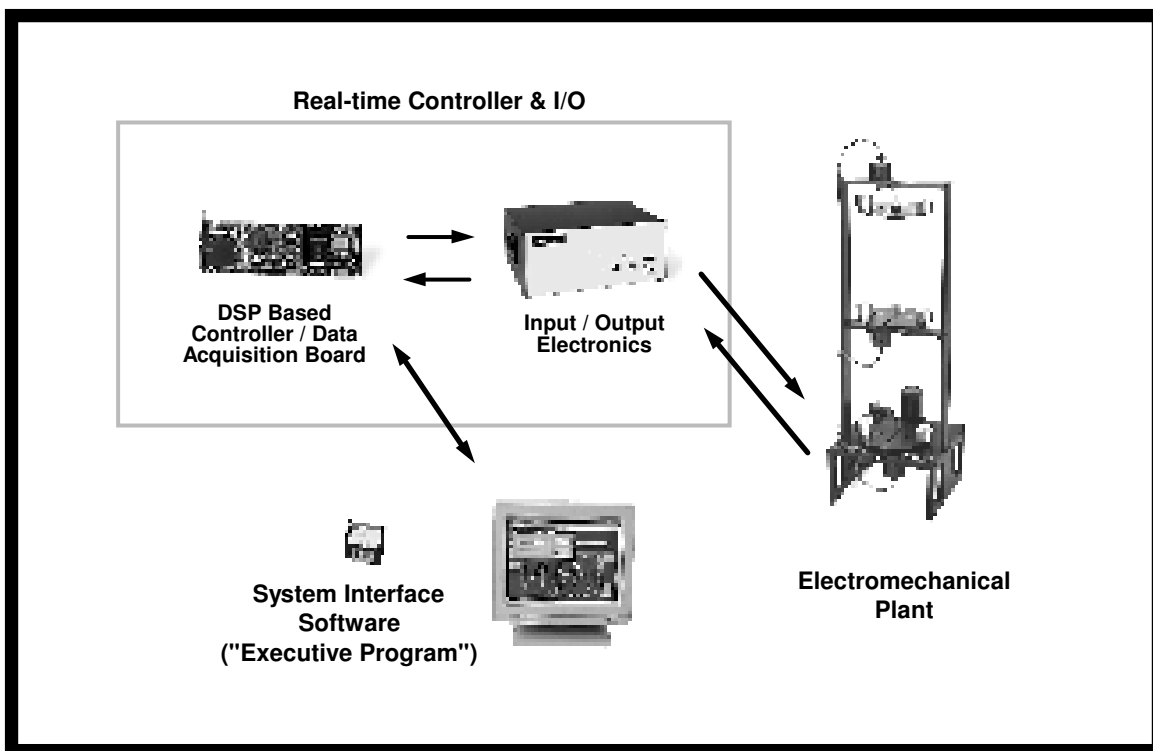 Real-time Controller & I/O
DSP Based
Controller / Data
Acquisition Board
Input / Output
Electronics
System Interface
Software
("Executive Program")
Electromechanical
Plant